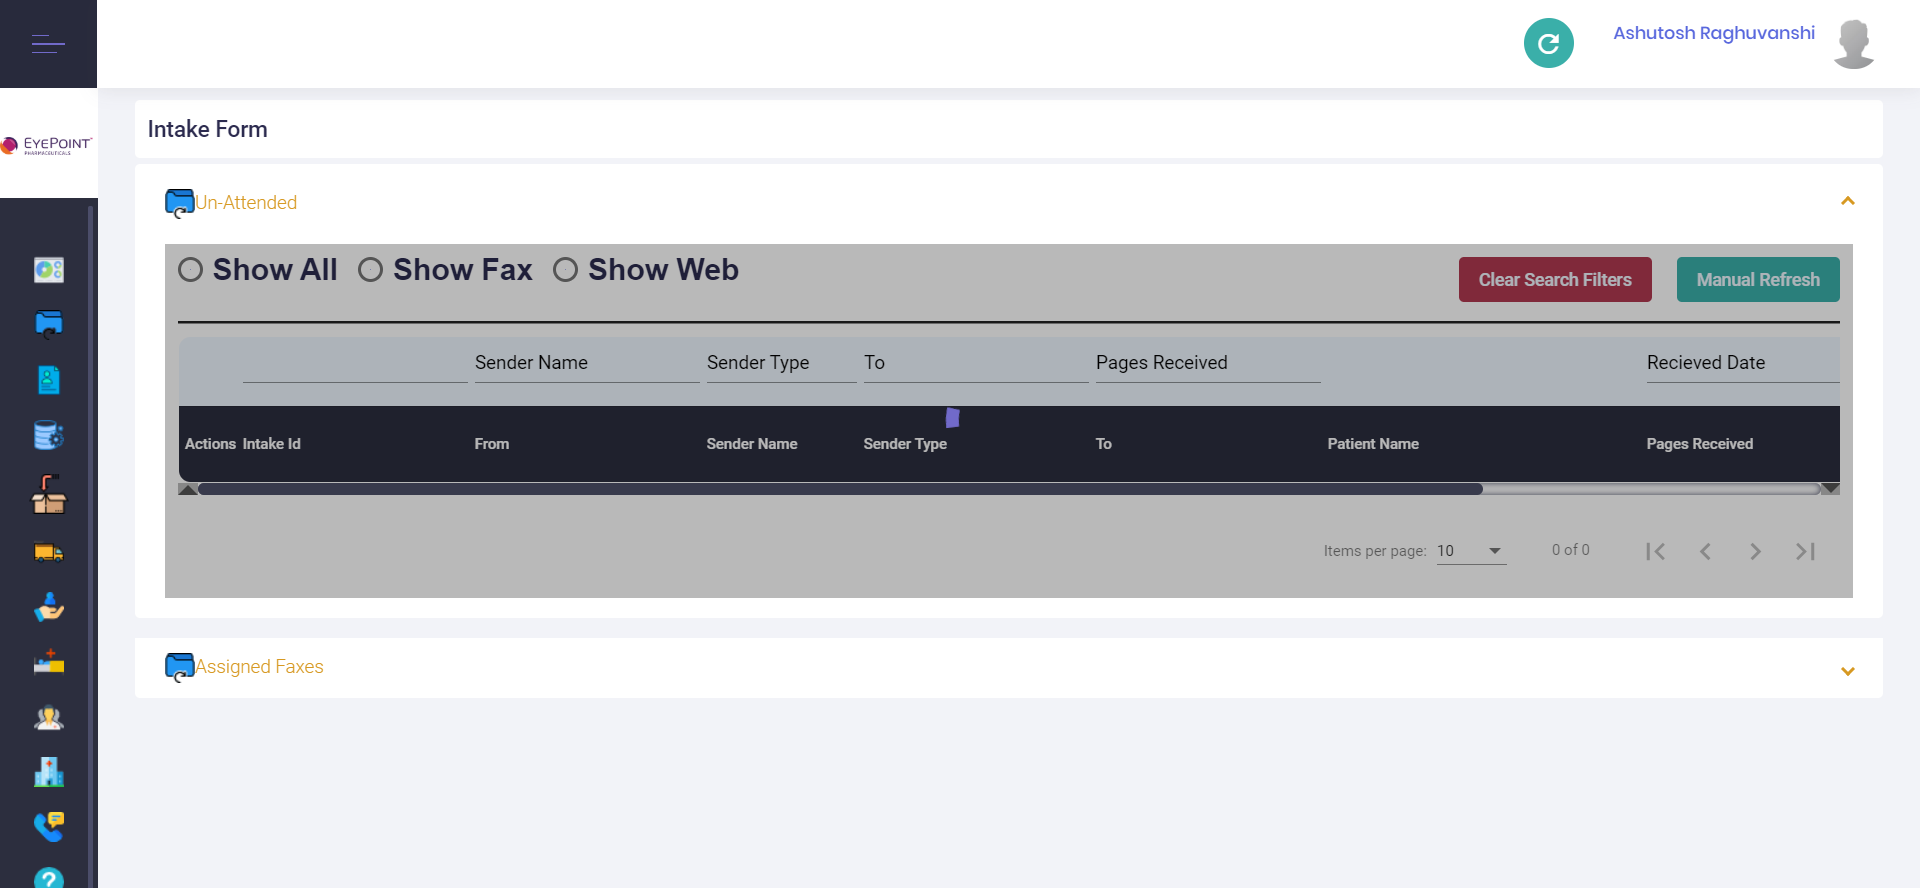 Ashutosh Raghuvanshi
EYEPOINT
PHARMACEUTICALS
Intake Form
Un-Attended
Show All Show Fax Show Web
Clear Search Filters Manual Refresh
Sender Name Sender Type To Pages Received Recieved Date
Actions Intake Id From Sender Name Sender Type To Patient Name Pages Received
Items per page: 10 0 of 0
Assigned Faxes
?